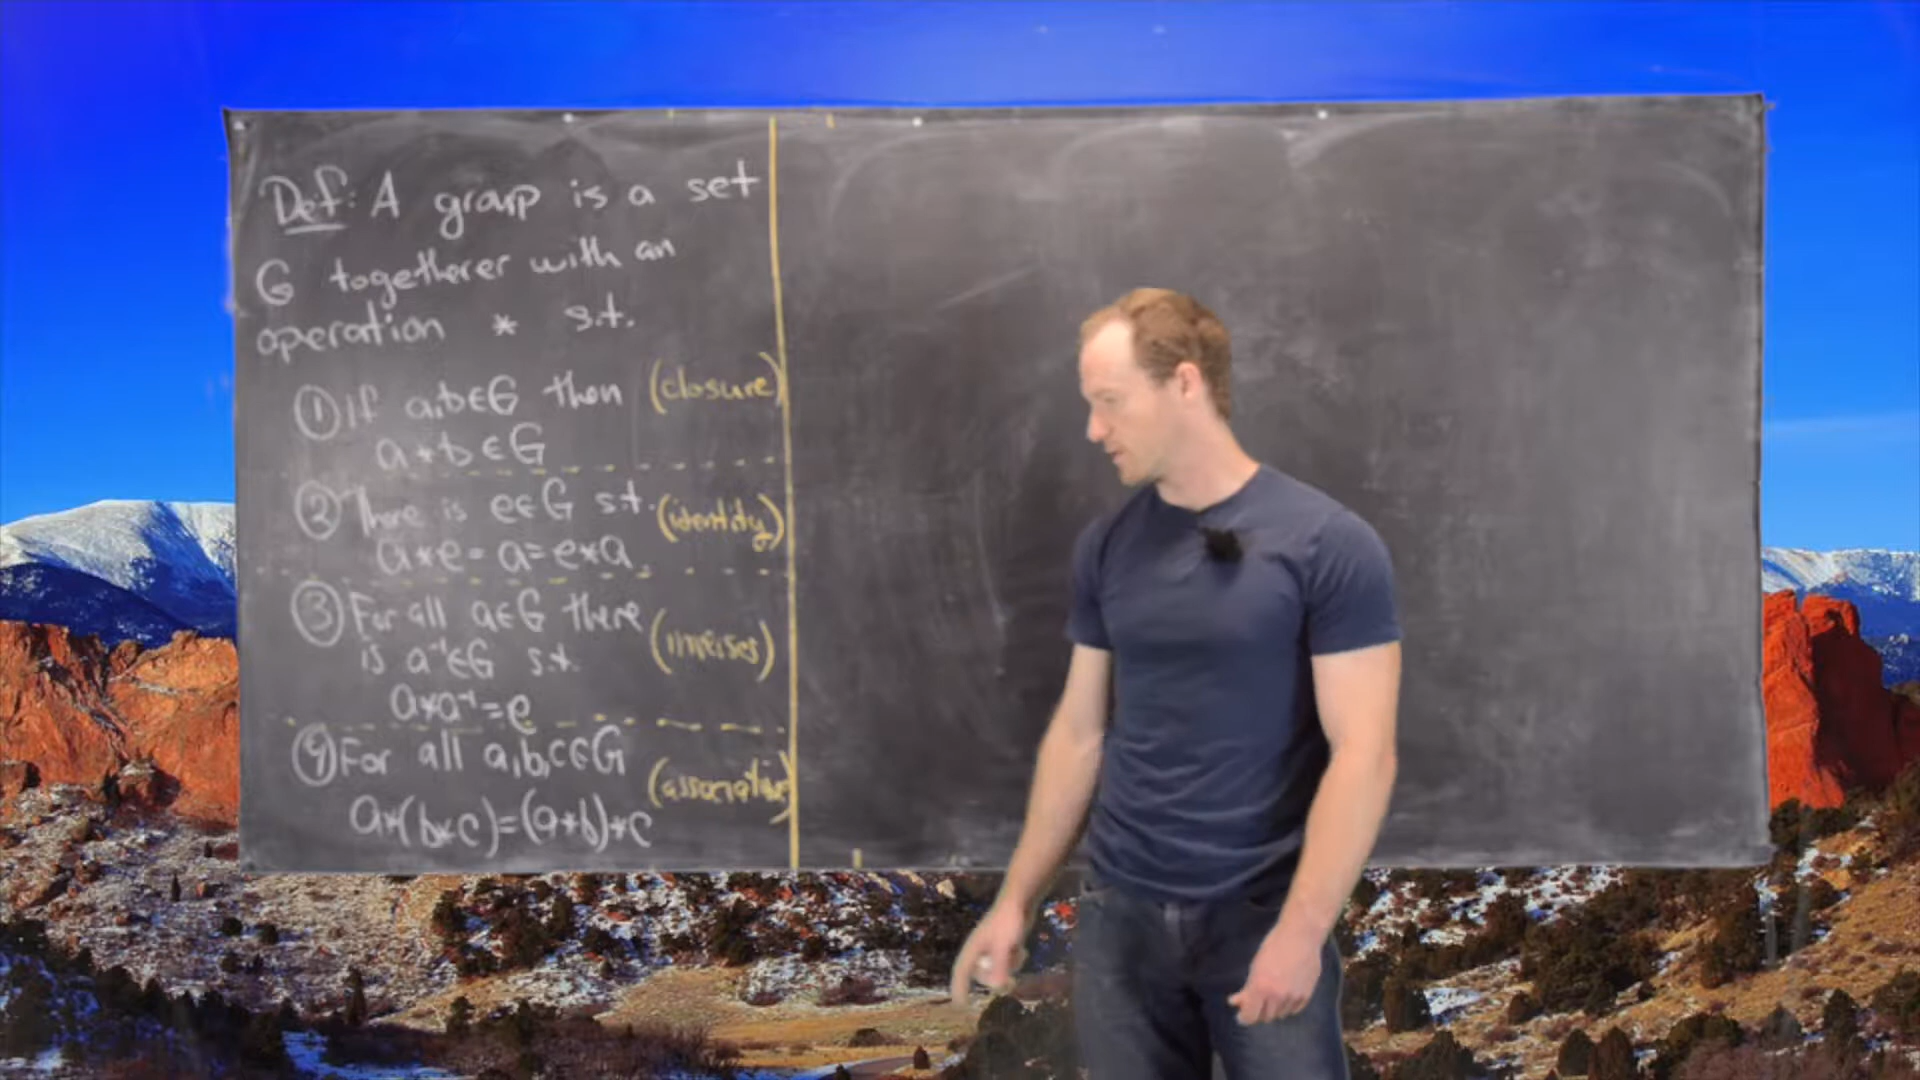 Def: A group is a set
G togetherer with an
operation * s.t.
① If a,b∈G then (closure)
a*b∈G
② There is e∈G s.t. (identity)
a*e=a=e*a
③ For all a∈G there (inverses)
is a⁻¹∈G s.t.
a*a⁻¹=e
④ For all a,b,c∈G (associative)
a*(b*c)=(a*b)*c